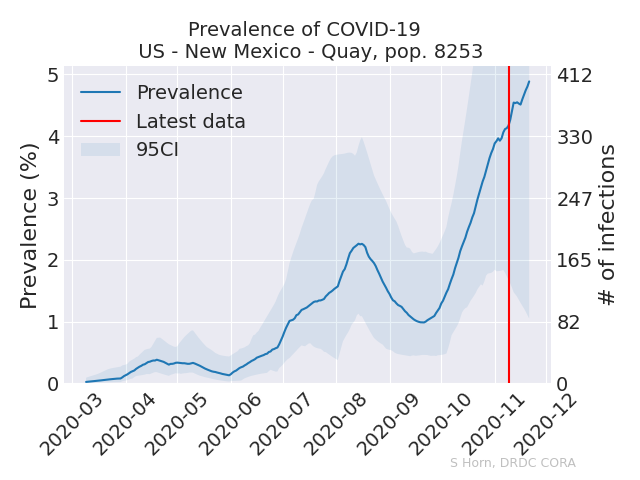 Prevalence of COVID-19
US - New Mexico - Quay, pop. 8253
Prevalence (%)
5
4
3
2
1
0
Prevalence
Latest data
95CI
412
330
247
165
82
0
# of infections
2020-03
2020-04
2020-05
2020-06
2020-07
2020-08
2020-09
2020-10
2020-11
2020-12
S Horn, DRDC CORA